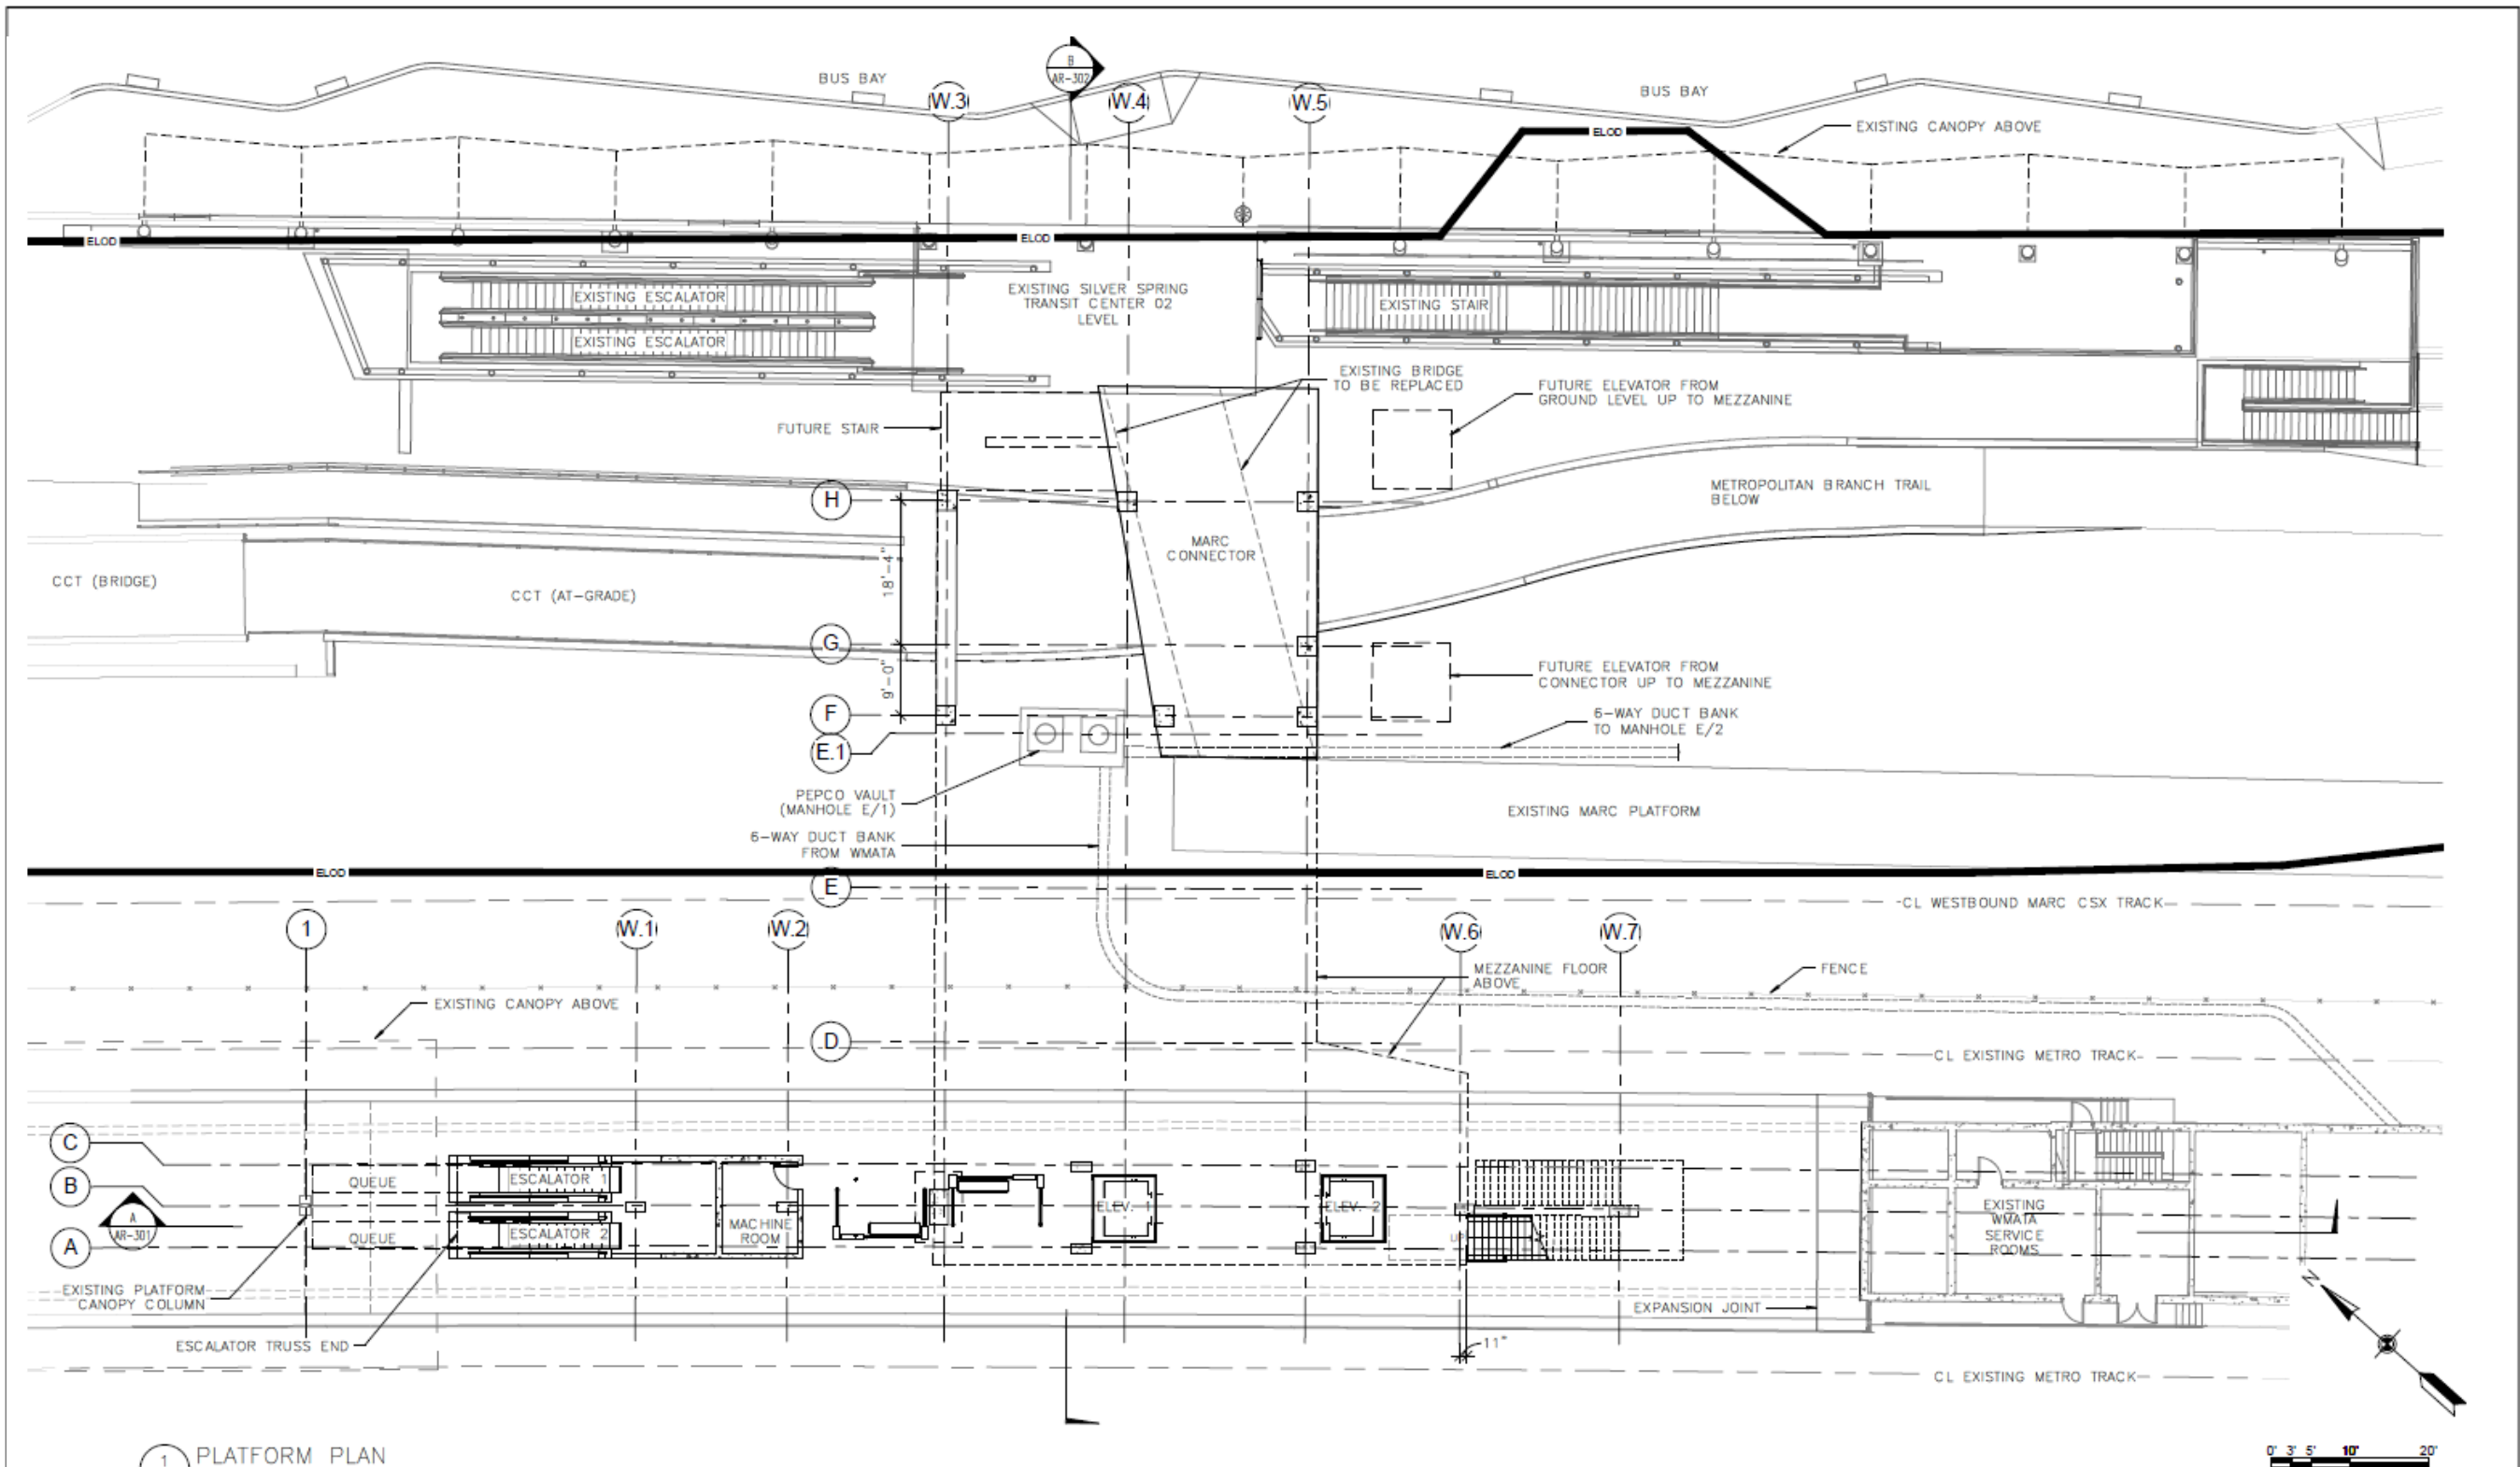 BUS BAY
B
AR-302
W.3
W.4
W.5
BUS BAY
ELOD
EXISTING CANOPY ABOVE
ELOD
ELOD
EXISTING ESCALATOR
EXISTING ESCALATOR
EXISTING SILVER SPRING
TRANSIT CENTER 02
LEVEL
EXISTING STAIR
EXISTING BRIDGE
TO BE REPLACED
FUTURE ELEVATOR FROM
GROUND LEVEL UP TO MEZZANINE
FUTURE STAIR
H
METROPOLITAN BRANCH TRAIL
BELOW
MARC
CONNECTOR
18'-4"
CCT (BRIDGE)
CCT (AT-GRADE)
G
9'-0"
FUTURE ELEVATOR FROM
CONNECTOR UP TO MEZZANINE
F
E.1
6-WAY DUCT BANK
TO MANHOLE E/2
PEPCO VAULT
(MANHOLE E/1)
EXISTING MARC PLATFORM
6-WAY DUCT BANK
FROM WMATA
ELOD
ELOD
E
CL WESTBOUND MARC CSX TRACK
1
W.1
W.2
W.6
W.7
MEZZANINE FLOOR
ABOVE
FENCE
EXISTING CANOPY ABOVE
D
CL EXISTING METRO TRACK
C
B
A
AR-301
A
QUEUE
QUEUE
ESCALATOR 1
ESCALATOR 2
MACHINE
ROOM
ELEV. 1
ELEV. 2
UP
EXISTING
WMATA
SERVICE
ROOMS
EXISTING PLATFORM
CANOPY COLUMN
ESCALATOR TRUSS END
EXPANSION JOINT
11"
N
CL EXISTING METRO TRACK
1
PLATFORM PLAN
0' 3' 5' 10' 20'